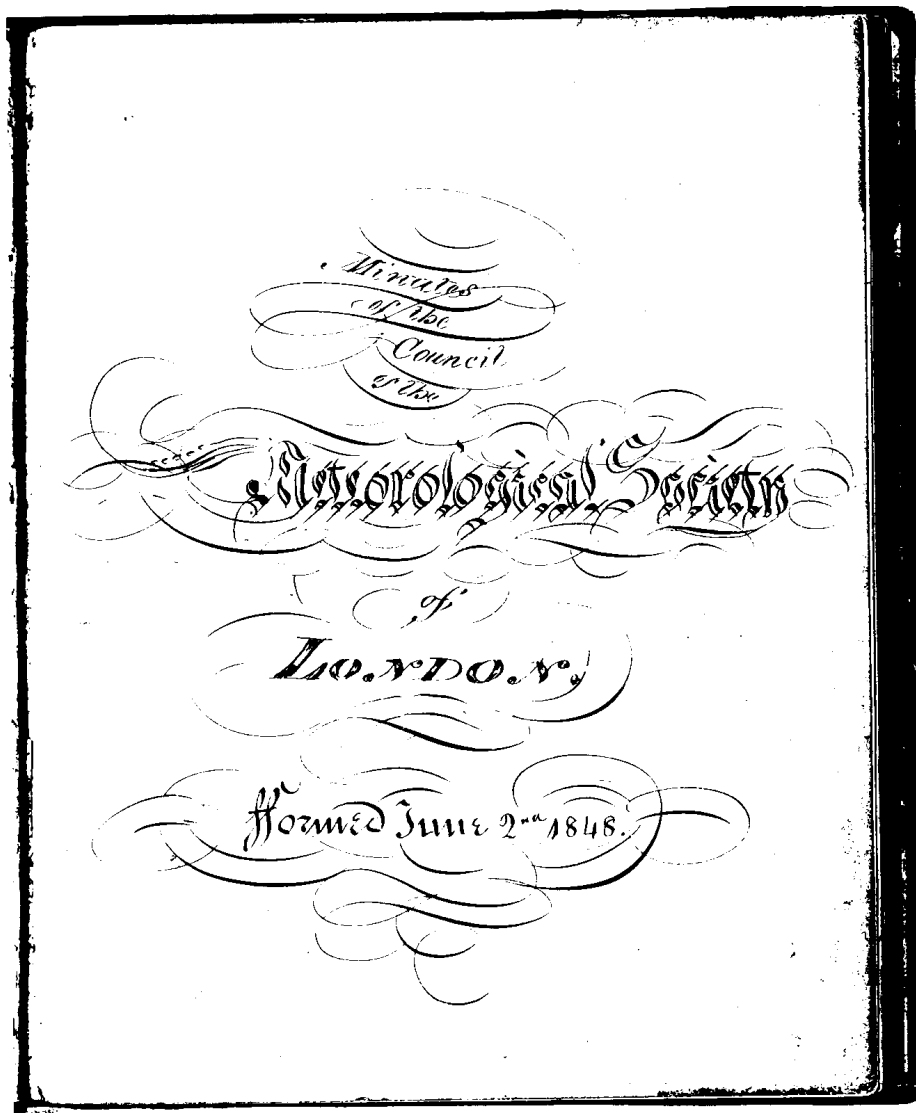 Minutes
of the
Council
of the
Meteorological Society
of
LONDON.
Formed June 2nd 1848.